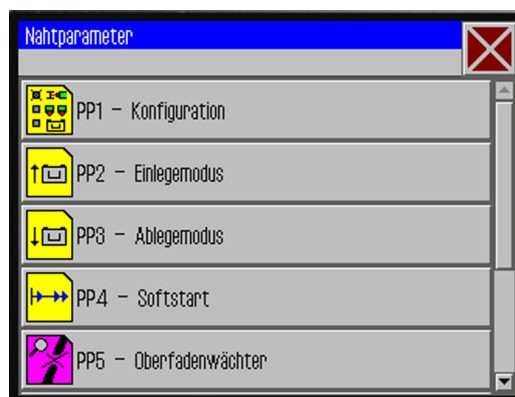 Nahtparameter
PP1 - Konfiguration
PP2 - Einlegemodus
PP3 - Ablegemodus
PP4 - Softstart
PP5 - Oberfadenwächter